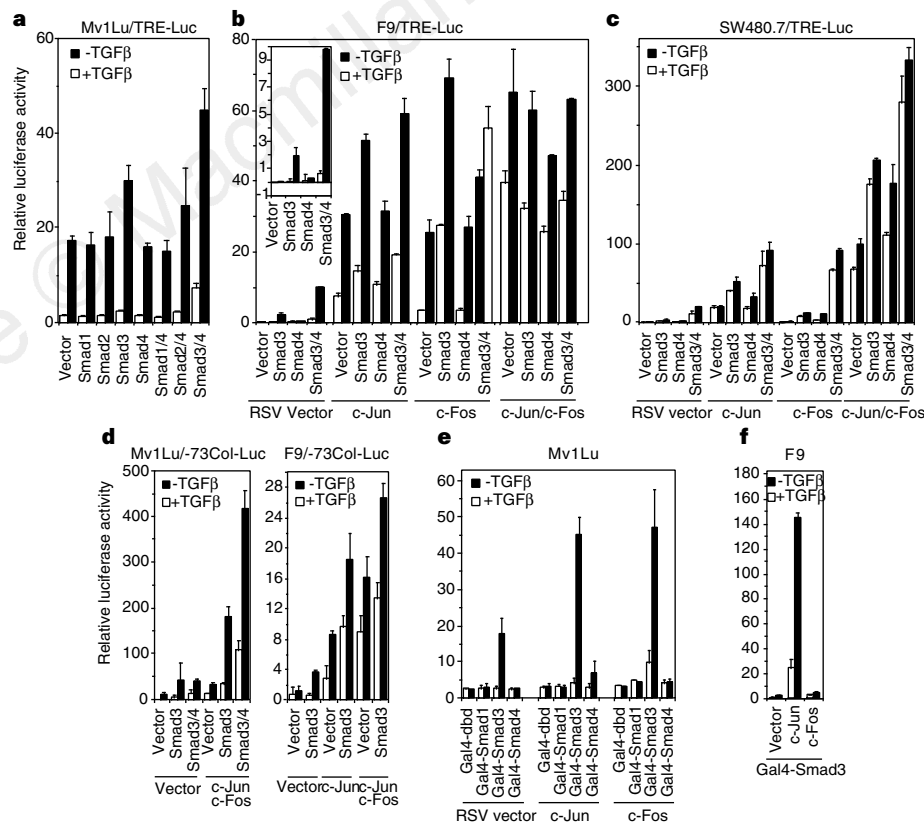 © Macmillan
a
Mv1Lu/TRE-Luc
-TGFβ
+TGFβ
Relative luciferase activity
60
40
20
0
Vector
Smad1
Smad2
Smad3
Smad4
Smad1/4
Smad2/4
Smad3/4
b
F9/TRE-Luc
-TGFβ
+TGFβ
80
60
40
20
0
9
7
5
3
1
1
Vector
Smad3
Smad4
Smad3/4
Vector
Smad3
Smad4
Smad3/4
Vector
Smad3
Smad4
Smad3/4
Vector
Smad3
Smad4
Smad3/4
Vector
Smad3
Smad4
Smad3/4
RSV Vector
c-Jun
c-Fos
c-Jun/c-Fos
c
SW480.7/TRE-Luc
-TGFβ
+TGFβ
300
200
100
0
Vector
Smad3
Smad4
Smad3/4
Vector
Smad3
Smad4
Smad3/4
Vector
Smad3
Smad4
Smad3/4
Vector
Smad3
Smad4
Smad3/4
RSV vector
c-Jun
c-Fos
c-Jun/c-Fos
d
Mv1Lu/-73Col-Luc
-TGFβ
+TGFβ
Relative luciferase activity
500
400
300
200
100
0
Vector
Smad3
Smad3/4
Vector
Smad3
Smad3/4
Vector
c-Jun
c-Fos
F9/-73Col-Luc
-TGFβ
+TGFβ
28
24
20
16
12
8
4
0
Vector
Smad3
Vector
Smad3
Vector
Smad3
Vector
c-Jun
c-Jun
c-Fos
e
Mv1Lu
-TGFβ
+TGFβ
60
50
40
30
20
10
0
Gal4-dbd
Gal4-Smad1
Gal4-Smad3
Gal4-Smad4
Gal4-dbd
Gal4-Smad1
Gal4-Smad3
Gal4-Smad4
Gal4-dbd
Gal4-Smad1
Gal4-Smad3
Gal4-Smad4
RSV vector
c-Jun
c-Fos
f
F9
-TGFβ
+TGFβ
180
160
140
120
100
80
60
40
20
0
Vector
c-Jun
c-Fos
Gal4-Smad3